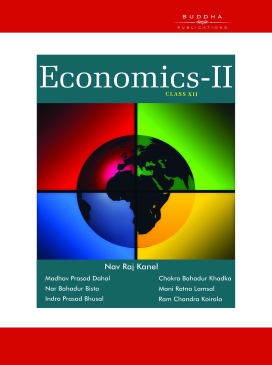 BUDDHA
PUBLICATIONS
Economics-II
CLASS XII
Nav Raj Kanel
Madhav Prasad Dahal
Chakra Bahadur Khadka
Nar Bahadur Bista
Mani Ratna Lamsal
Indra Prasad Bhusal
Ram Chandra Koirala